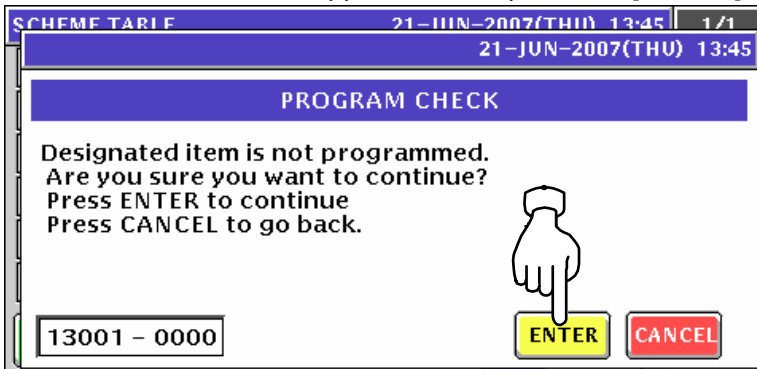 SCHEME TABLE 21-JUN-2007(THU) 13:45 1/1
21-JUN-2007(THU) 13:45
PROGRAM CHECK
Designated item is not programmed.
Are you sure you want to continue?
Press ENTER to continue
Press CANCEL to go back.
13001 - 0000
ENTER
CANCEL